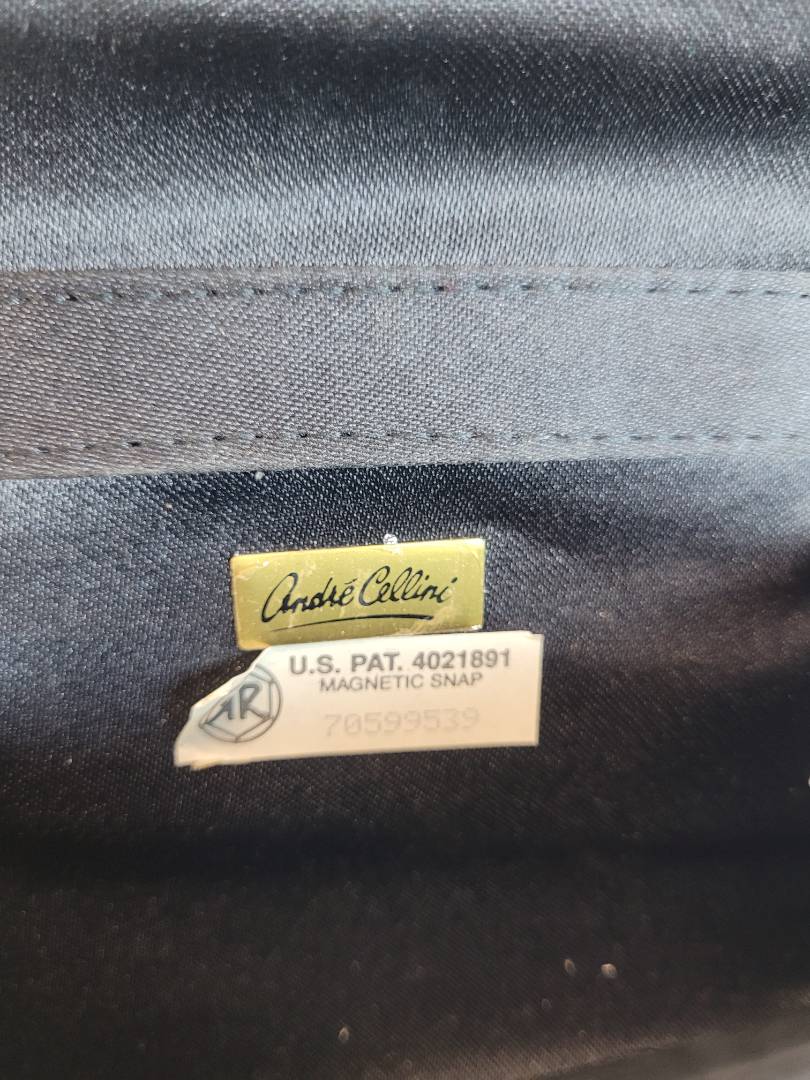 André Cellini
U.S. PAT. 4021891
MAGNETIC SNAP
AR
70599539